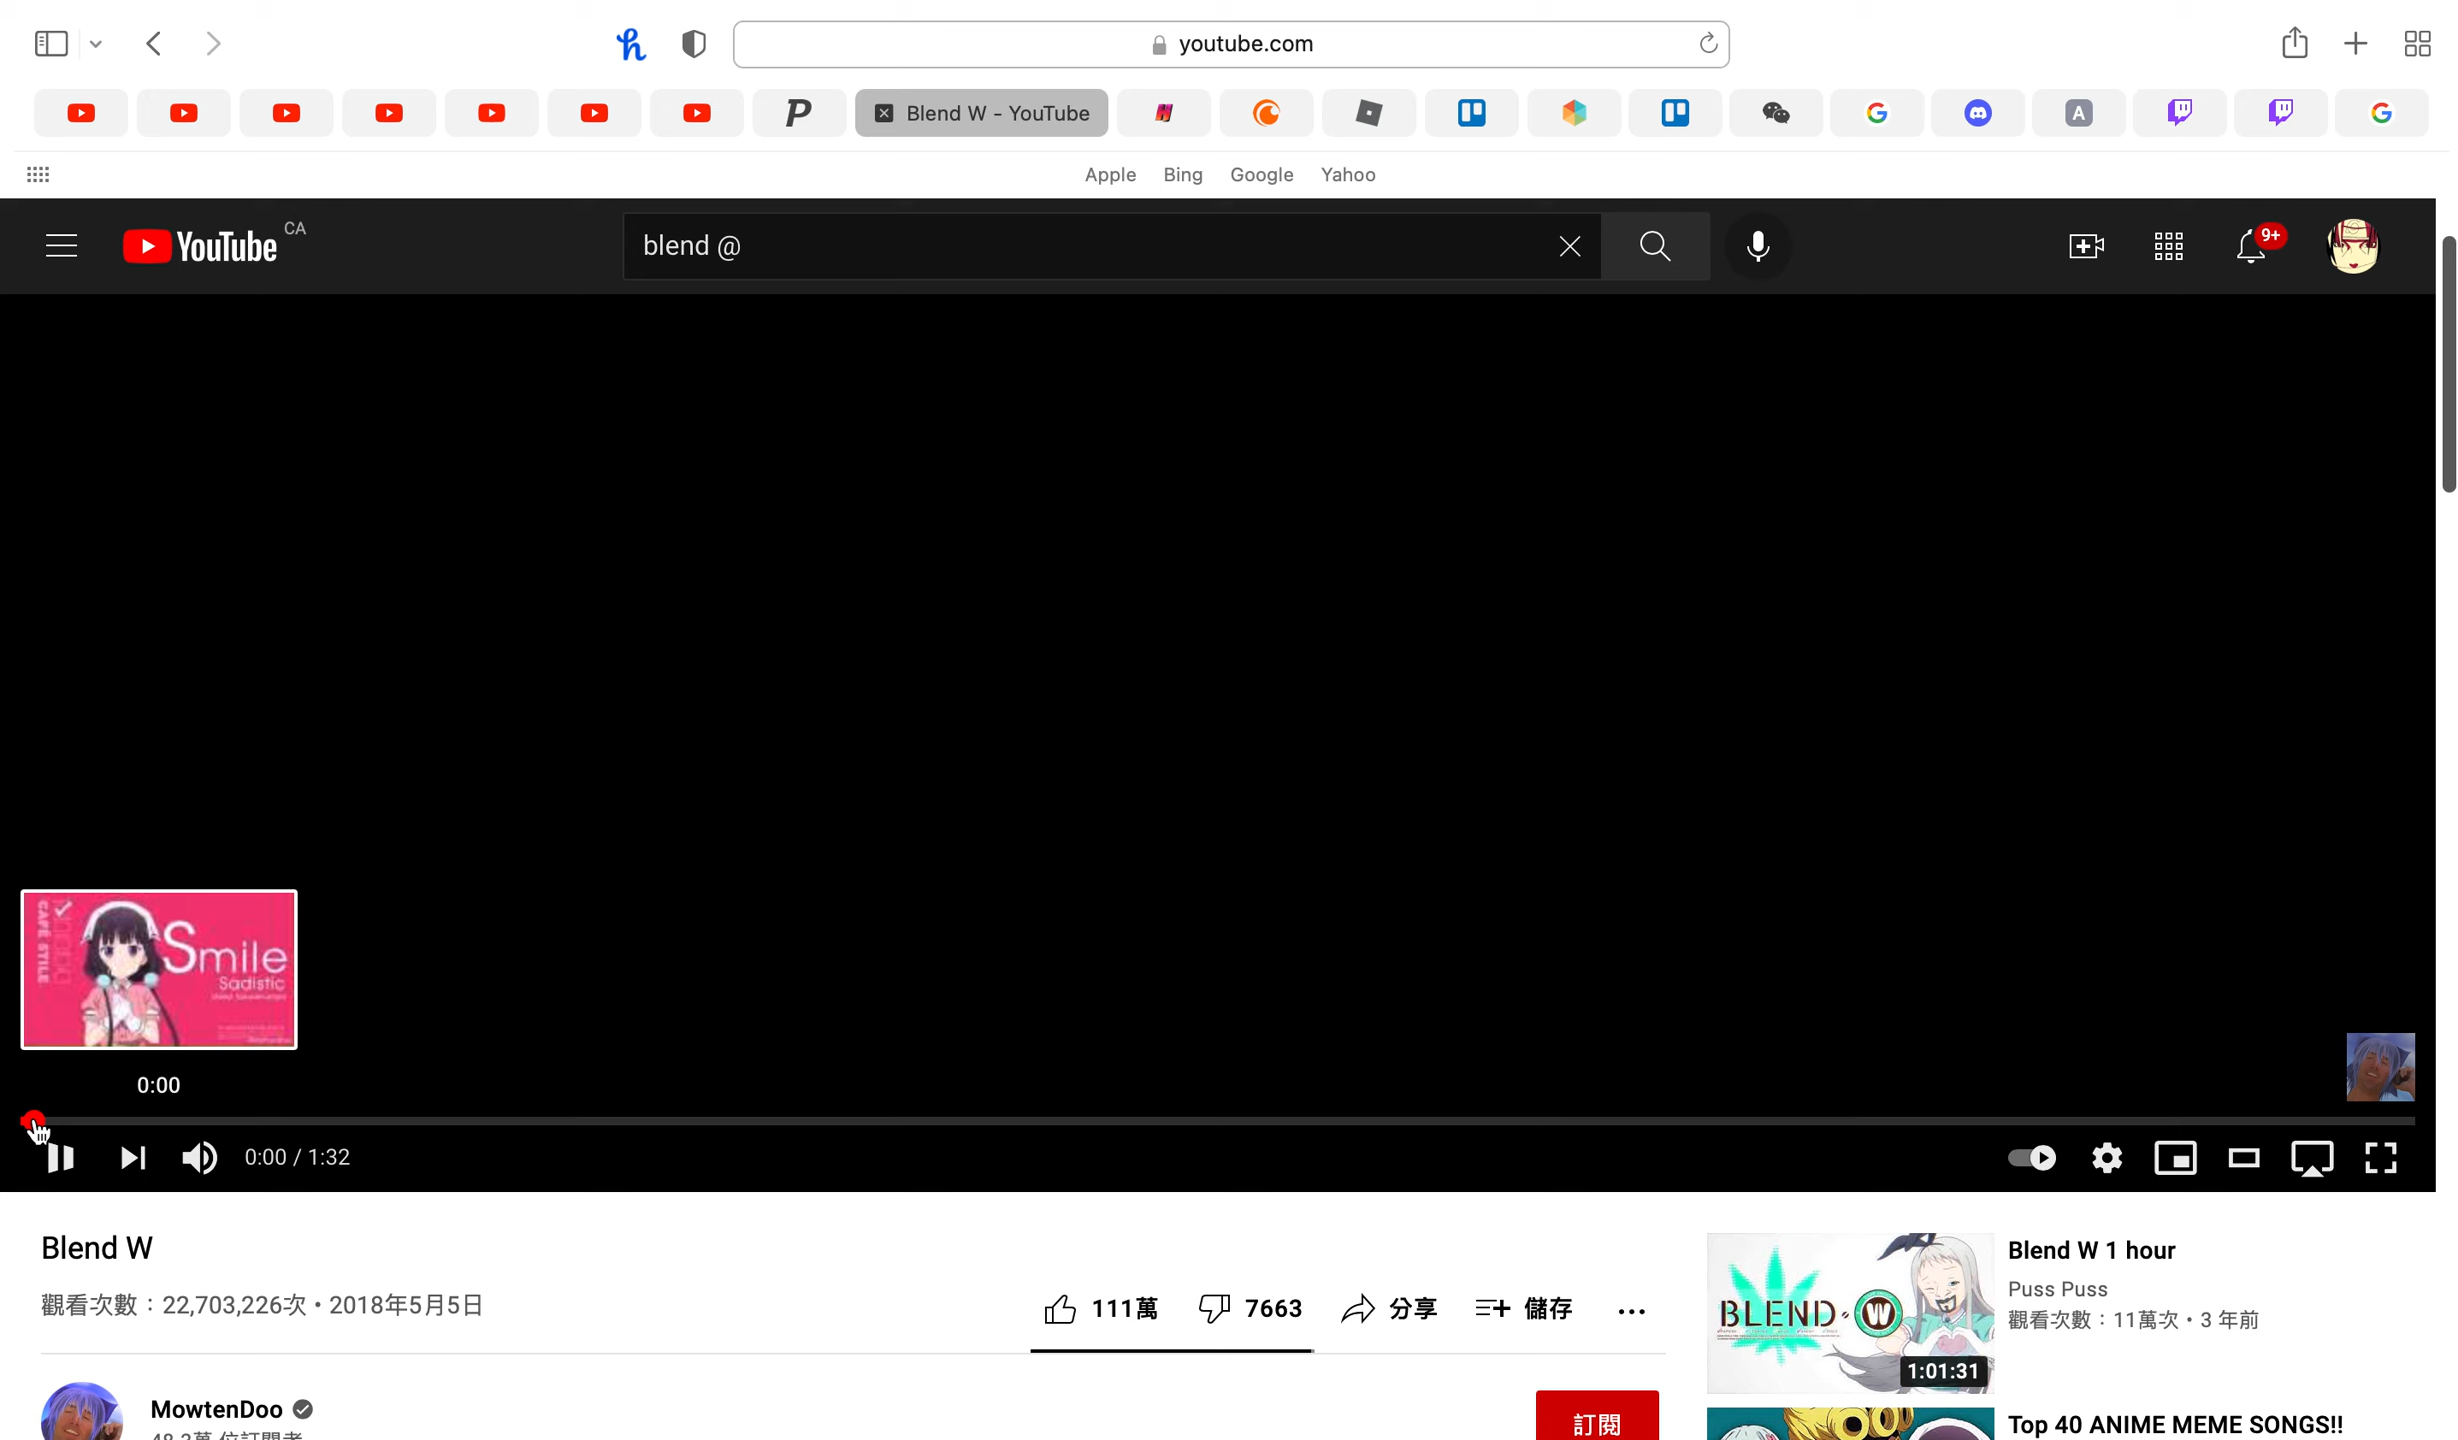 youtube.com
Blend W - YouTube
A
Apple Bing Google Yahoo
YouTube CA
blend @
9+
Smile
Sadistic
0:00
0:00 / 1:32
Blend W
觀看次數：22,703,226次 • 2018年5月5日
111萬 7663 分享 儲存
MowtenDoo
訂閱
BLEND W
1:01:31
Blend W 1 hour
Puss Puss
觀看次數：11萬次 • 3 年前
Top 40 ANIME MEME SONGS!!